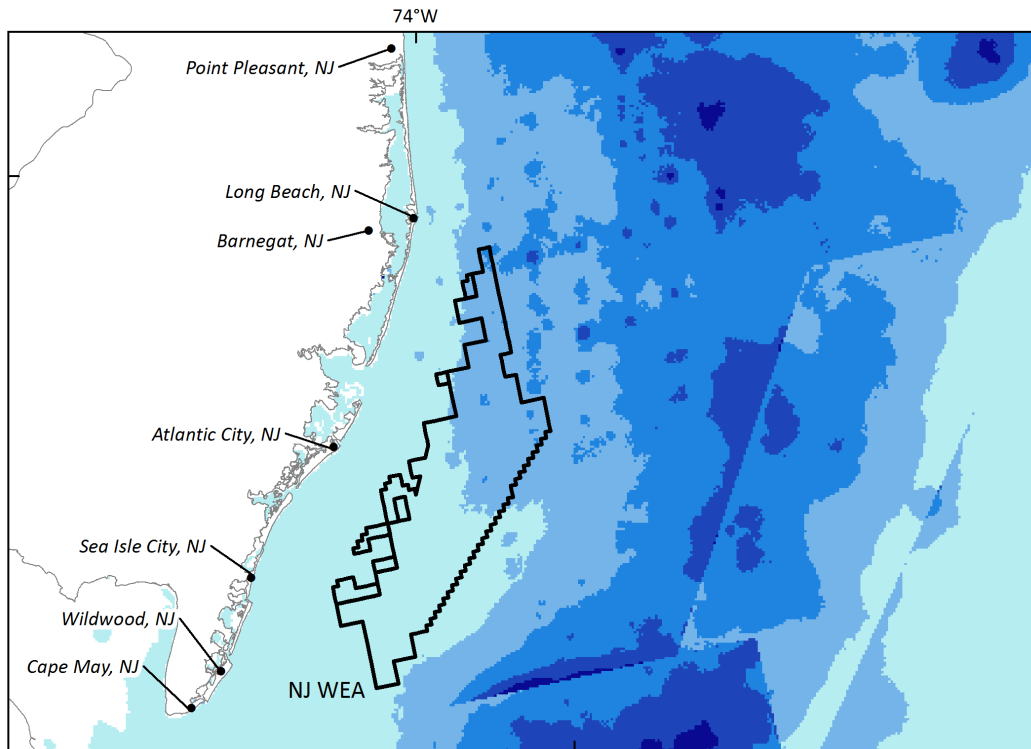 74°W
Point Pleasant, NJ
Long Beach, NJ
Barnegat, NJ
Atlantic City, NJ
Sea Isle City, NJ
Wildwood, NJ
Cape May, NJ
NJ WEA